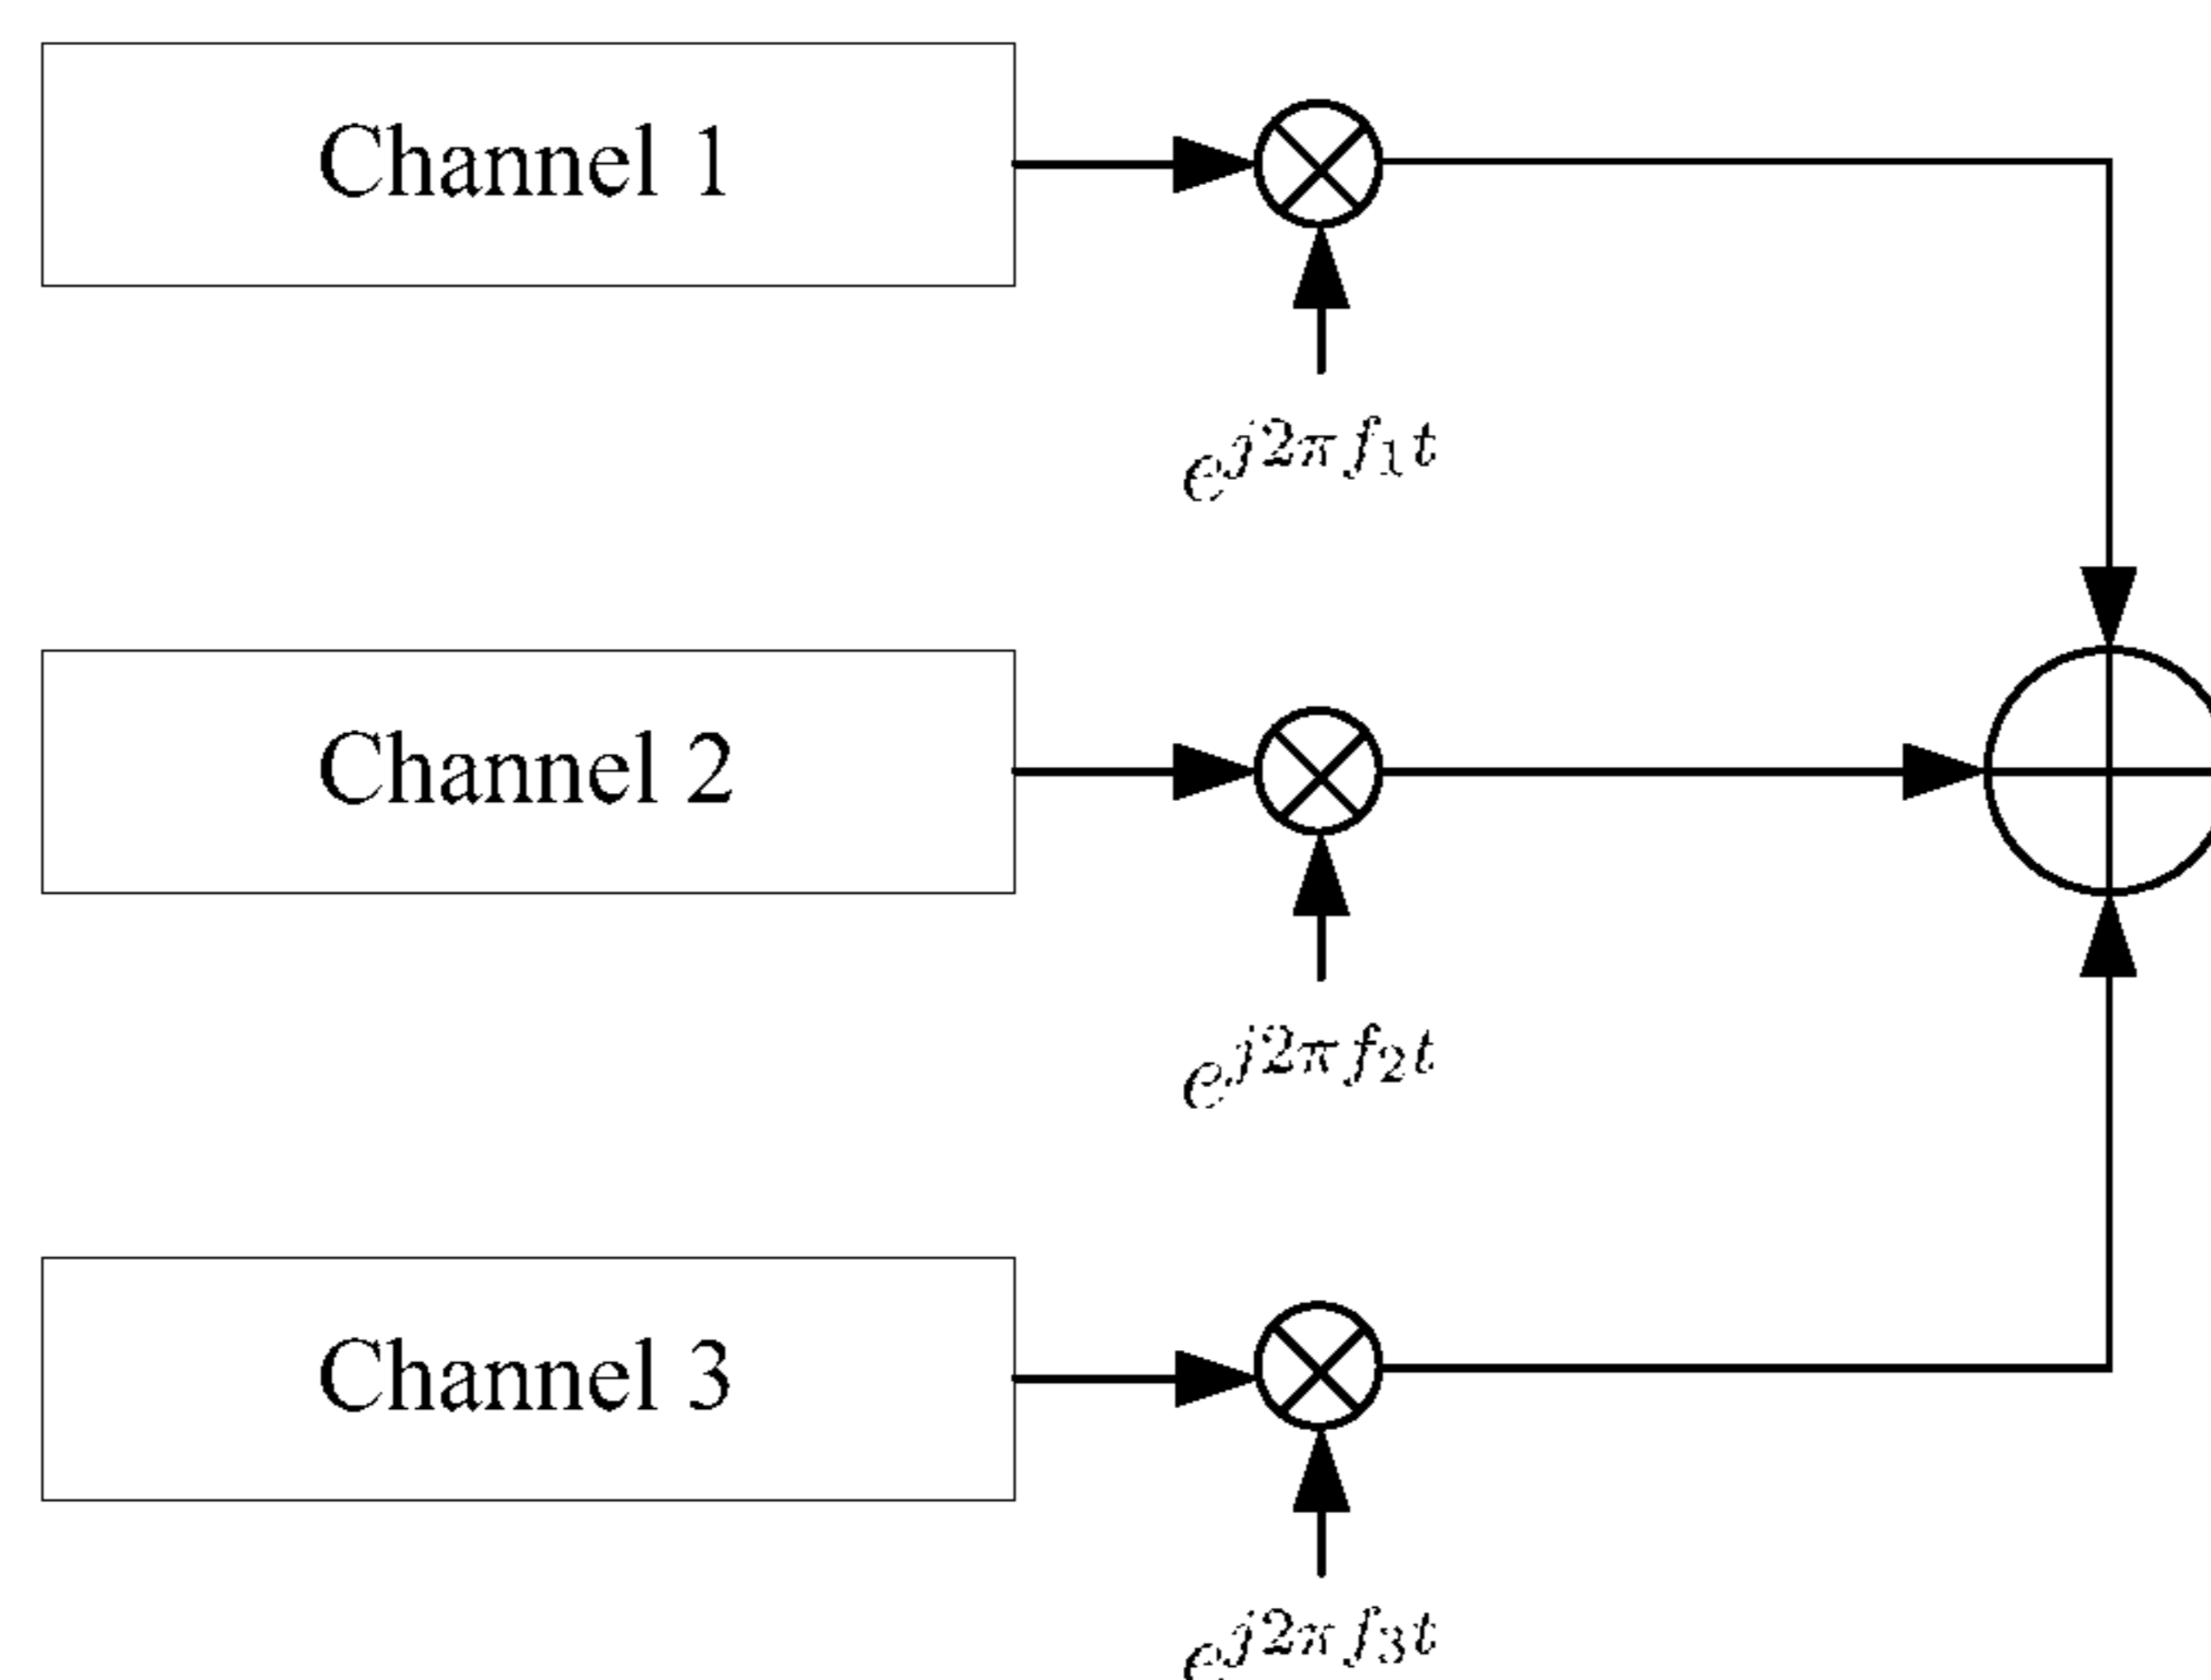 Channel 1
e^{j2πf_1t}
Channel 2
e^{j2πf_2t}
Channel 3
e^{j2πf_3t}